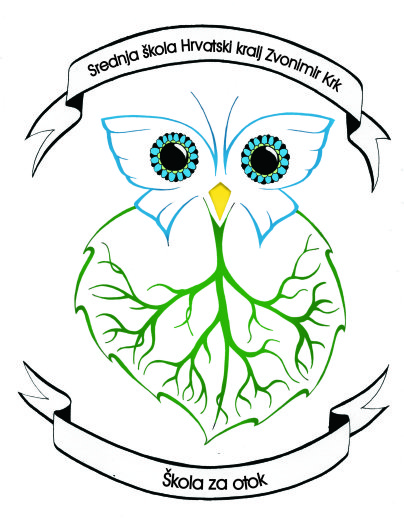 Srednja škola Hrvatski kralj Zvonimir Krk
Škola za otok